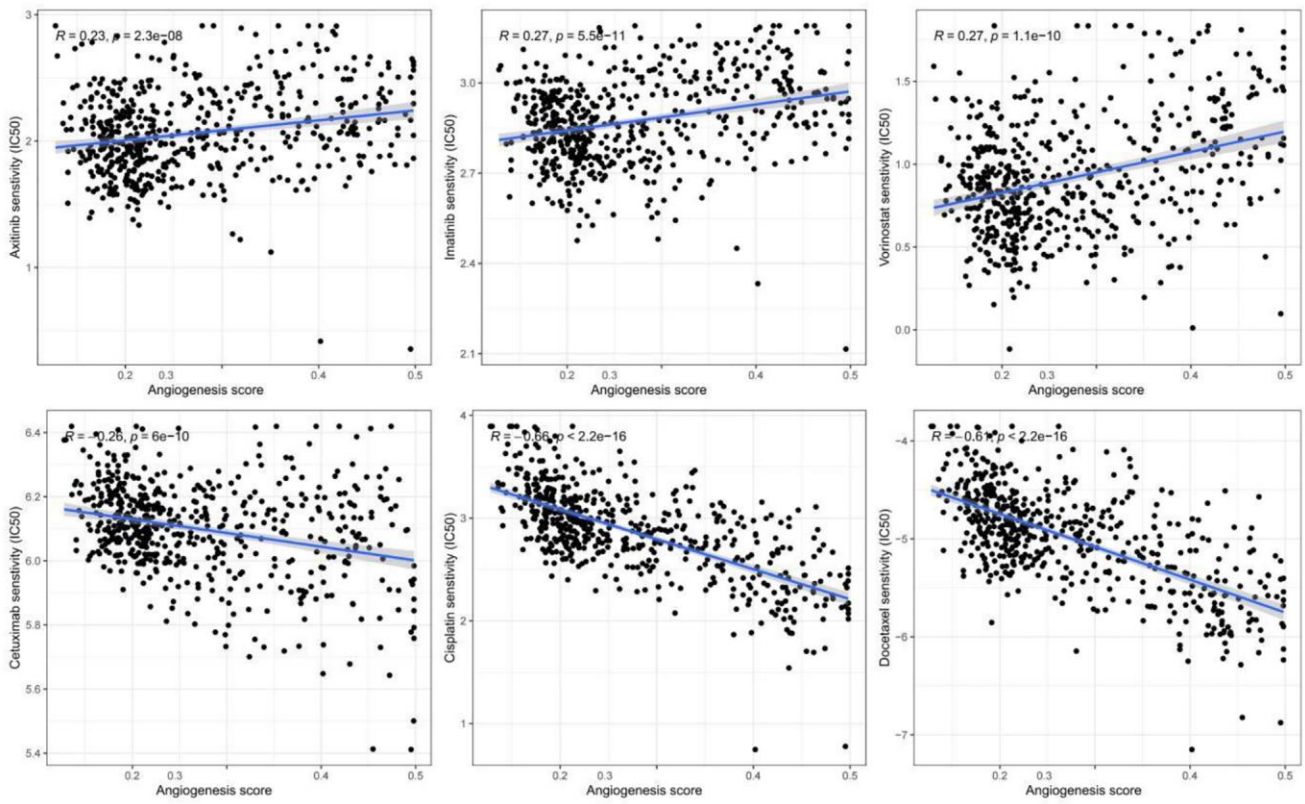 R = 0.23, p = 2.3e−08
Axitinib senstivity (IC50)
3
2
1
0.2 0.3 0.4 0.5
Angiogenesis score
R = 0.27, p = 5.5e−11
Imatinib senstivity (IC50)
3.0
2.7
2.4
2.1
0.2 0.3 0.4 0.5
Angiogenesis score
R = 0.27, p = 1.1e−10
Vorinostat senstivity (IC50)
1.5
1.0
0.5
0.0
0.2 0.3 0.4 0.5
Angiogenesis score
R = −0.26, p = 6e−10
Cetuximab senstivity (IC50)
6.4
6.2
6.0
5.8
5.6
5.4
0.2 0.3 0.4 0.5
Angiogenesis score
R = −0.66, p < 2.2e−16
Cisplatin senstivity (IC50)
4
3
2
1
0.2 0.3 0.4 0.5
Angiogenesis score
R = −0.61, p < 2.2e−16
Docetaxel senstivity (IC50)
−4
−5
−6
−7
0.2 0.3 0.4 0.5
Angiogenesis score